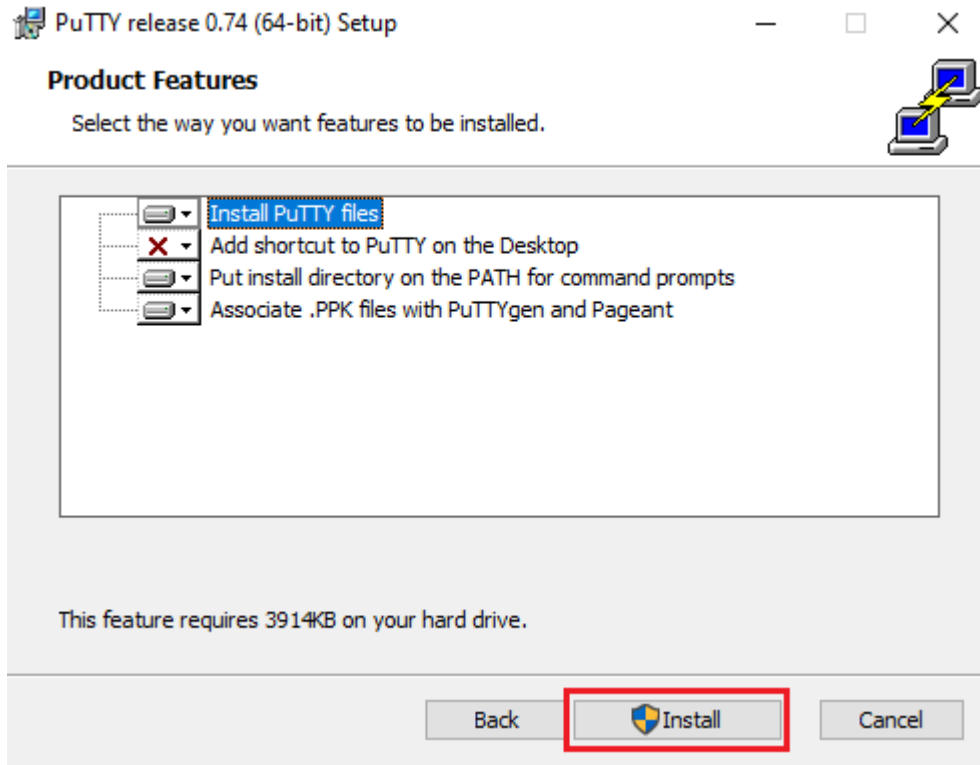 PuTTY release 0.74 (64-bit) Setup
Product Features
Select the way you want features to be installed.
Install PuTTY files
Add shortcut to PuTTY on the Desktop
Put install directory on the PATH for command prompts
Associate .PPK files with PuTTYgen and Pageant
This feature requires 3914KB on your hard drive.
Back Install Cancel